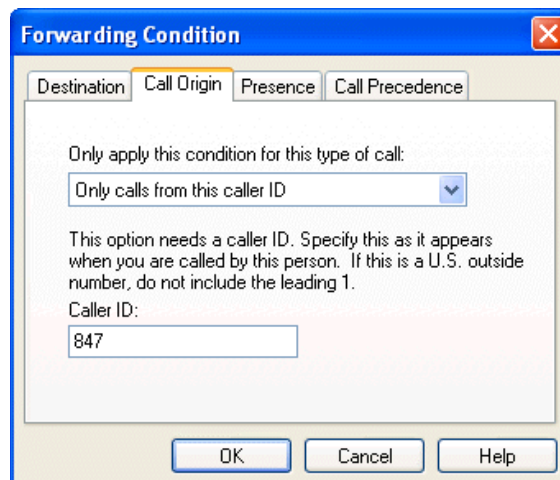 Forwarding Condition
Destination Call Origin Presence Call Precedence
Only apply this condition for this type of call:
Only calls from this caller ID
This option needs a caller ID. Specify this as it appears
when you are called by this person. If this is a U.S. outside
number, do not include the leading 1.
Caller ID:
847
OK Cancel Help